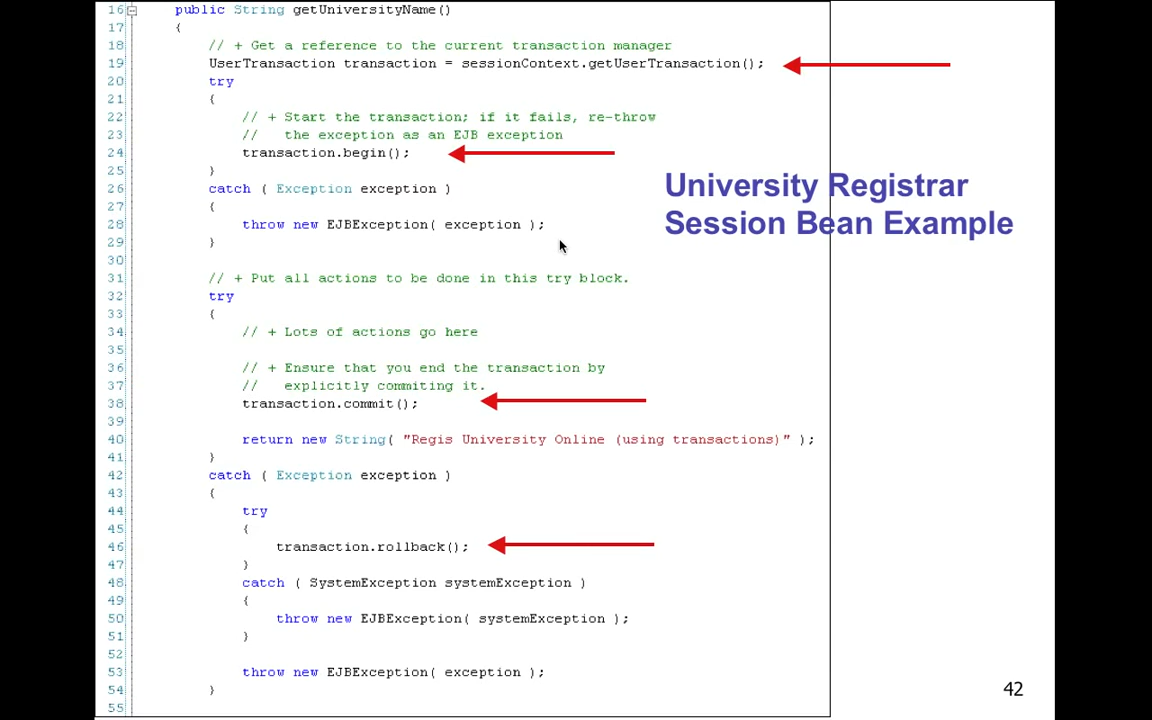 16 public String getUniversityName()
17 {
18 // + Get a reference to the current transaction manager
19 UserTransaction transaction = sessionContext.getUserTransaction();
20 try
21 {
22 // + Start the transaction; if it fails, re-throw
23 // the exception as an EJB exception
24 transaction.begin();
25 }
26 catch ( Exception exception )
27 {
28 throw new EJBException( exception );
29 }
30
31 // + Put all actions to be done in this try block.
32 try
33 {
34 // + Lots of actions go here
35
36 // + Ensure that you end the transaction by
37 // explicitly commiting it.
38 transaction.commit();
39
40 return new String( "Regis University Online (using transactions)" );
41 }
42 catch ( Exception exception )
43 {
44 try
45 {
46 transaction.rollback();
47 }
48 catch ( SystemException systemException )
49 {
50 throw new EJBException( systemException );
51 }
52
53 throw new EJBException( exception );
54 }
55
University Registrar
Session Bean Example
42